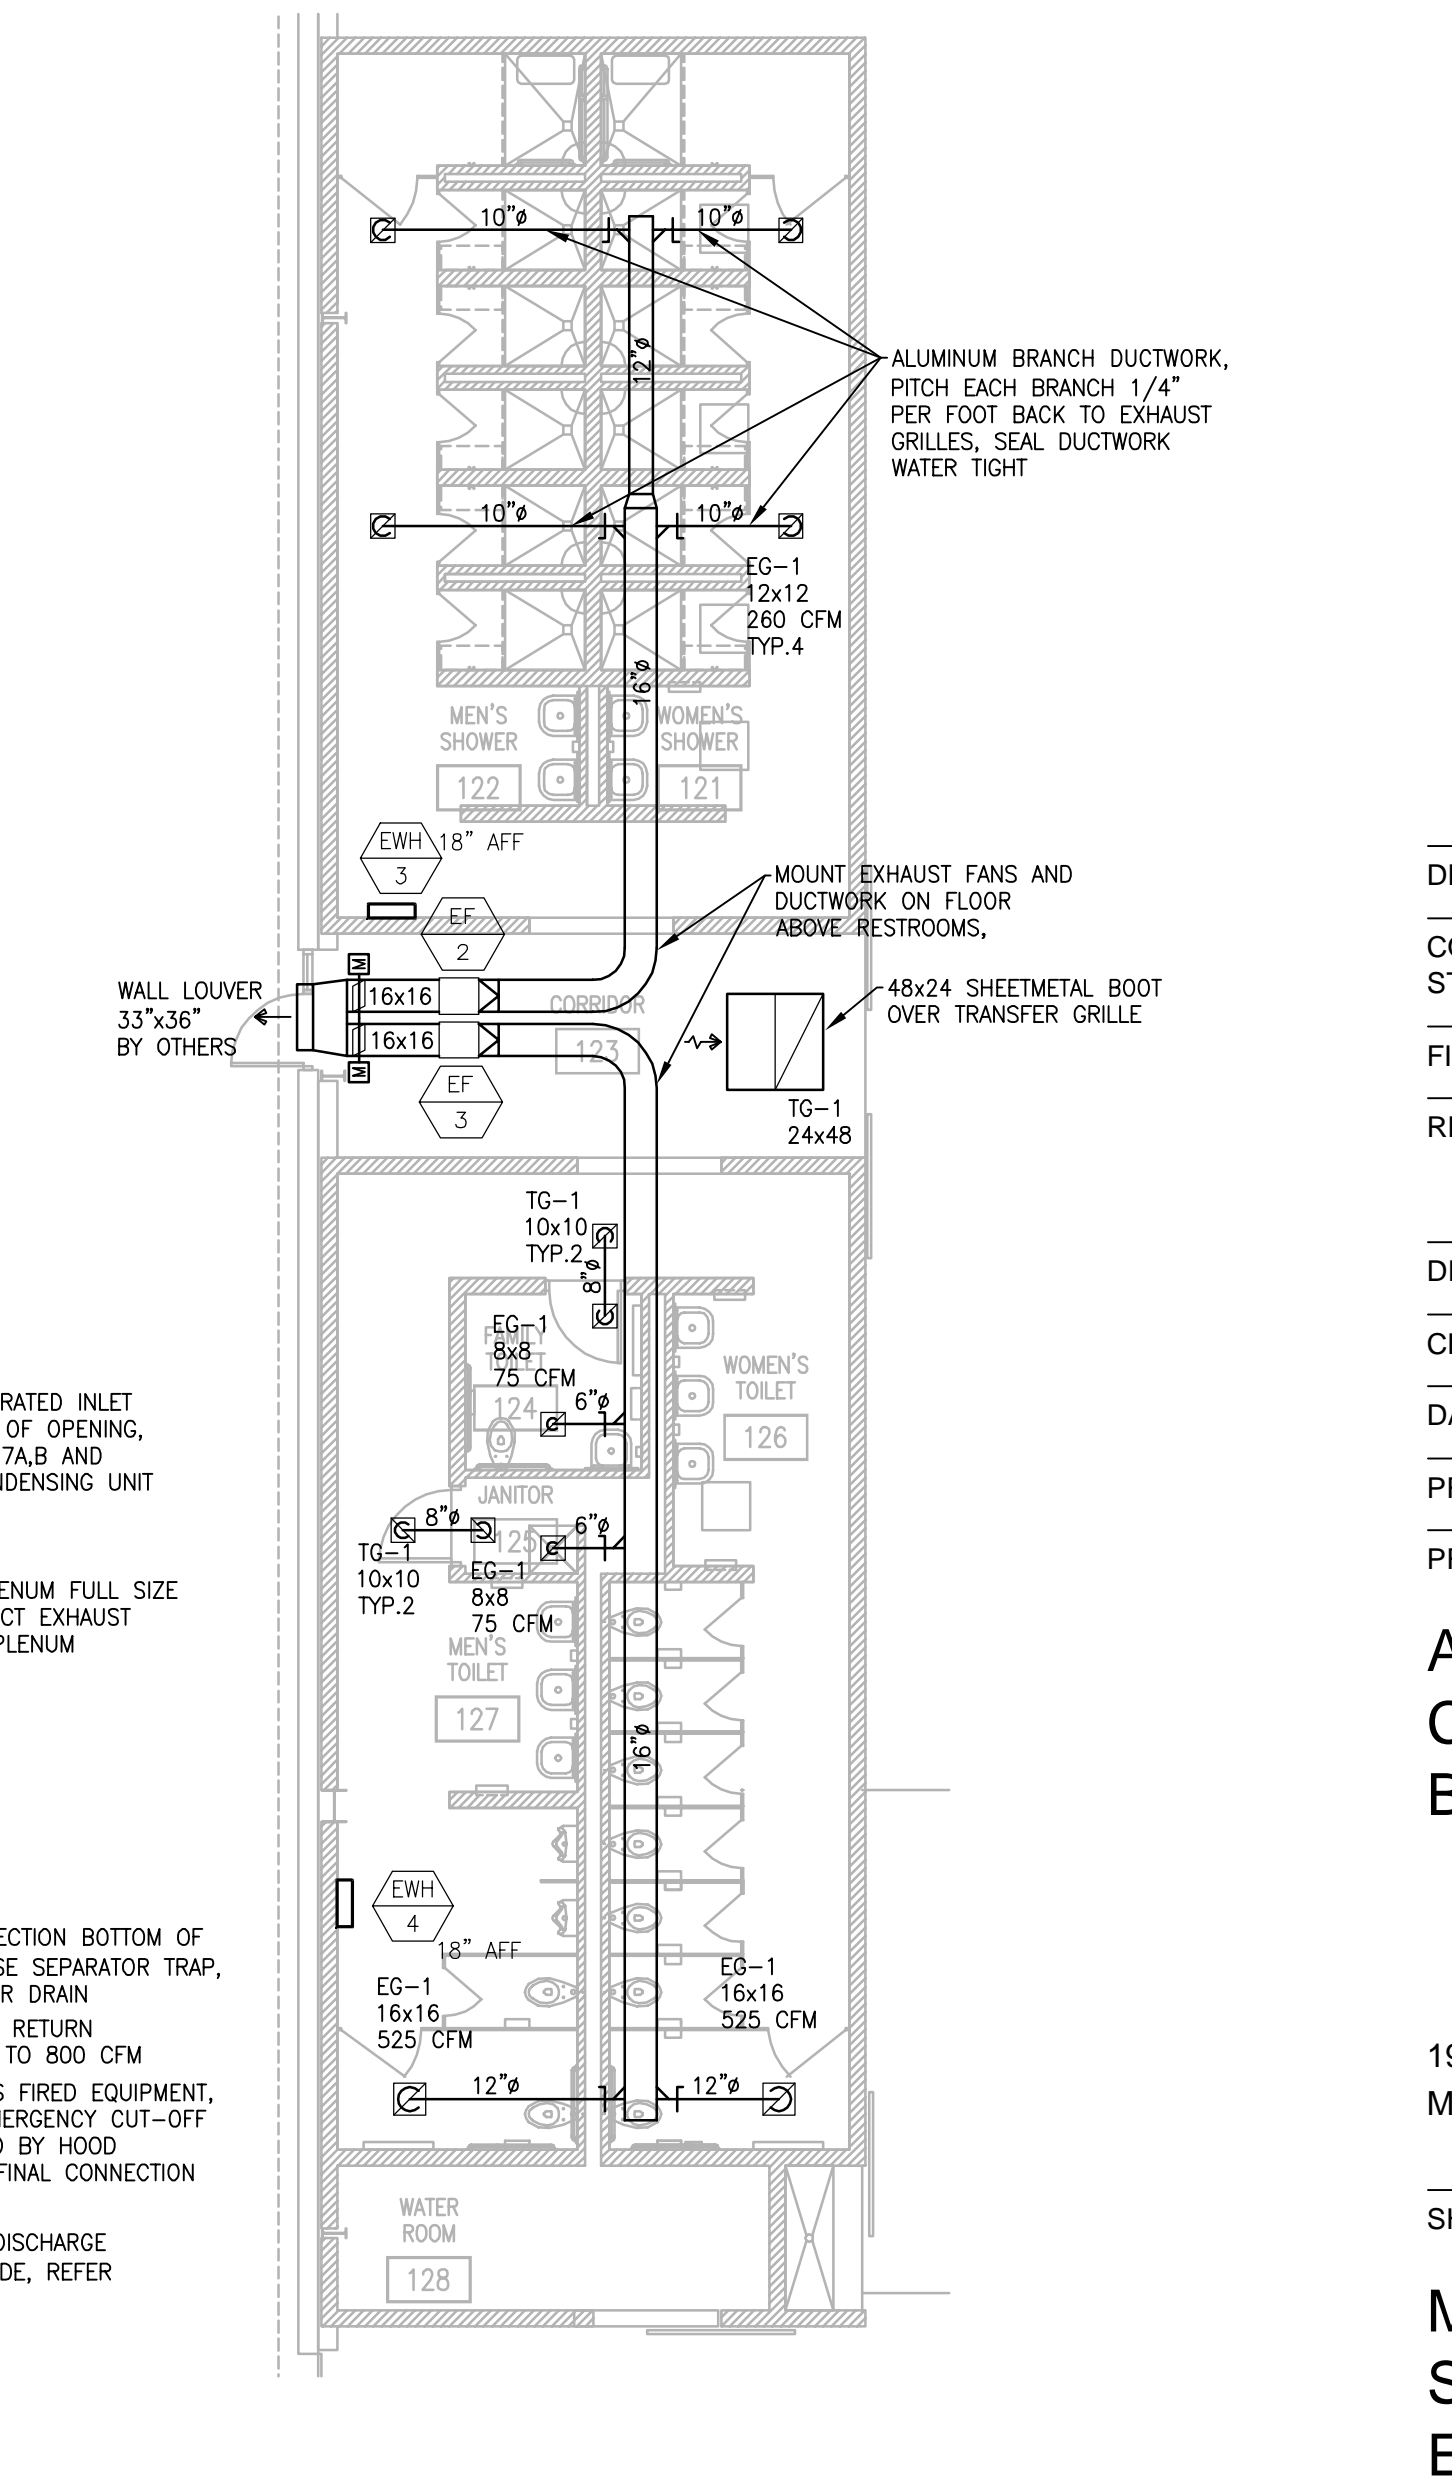 10"ø
10"ø
12"ø
ALUMINUM BRANCH DUCTWORK,
PITCH EACH BRANCH 1/4"
PER FOOT BACK TO EXHAUST
GRILLES, SEAL DUCTWORK
WATER TIGHT
10"ø
10"ø
EG-1
12x12
260 CFM
TYP.4
16"ø
MEN'S
SHOWER
122
WOMEN'S
SHOWER
121
EWH
3
18" AFF
EF
2
MOUNT EXHAUST FANS AND
DUCTWORK ON FLOOR
ABOVE RESTROOMS,
WALL LOUVER
33"x36"
BY OTHERS
M
16x16
16x16
M
CORRIDOR
123
48x24 SHEETMETAL BOOT
OVER TRANSFER GRILLE
EF
3
TG-1
24x48
TG-1
10x10
TYP.2
8"ø
EG-1
8x8
75 CFM
FAMILY
TOILET
124
6"ø
WOMEN'S
TOILET
126
JANITOR
125
8"ø
6"ø
TG-1
10x10
TYP.2
EG-1
8x8
75 CFM
MEN'S
TOILET
127
16"ø
EWH
4
18" AFF
EG-1
16x16
525 CFM
EG-1
16x16
525 CFM
12"ø
12"ø
WATER
ROOM
128
RATED INLET
OF OPENING,
7A,B AND
NDENSING UNIT
ENUM FULL SIZE
CT EXHAUST
PLENUM
ECTION BOTTOM OF
SE SEPARATOR TRAP,
R DRAIN
RETURN
TO 800 CFM
S FIRED EQUIPMENT,
MERGENCY CUT-OFF
D BY HOOD
FINAL CONNECTION
DISCHARGE
DE, REFER
FI
19